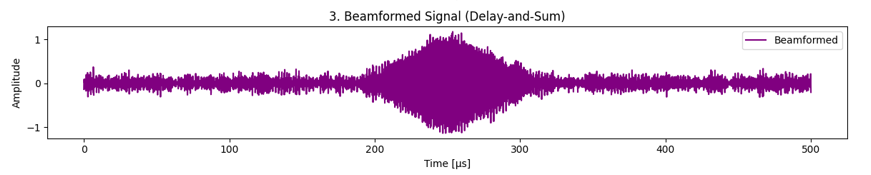 3. Beamformed Signal (Delay-and-Sum)
Beamformed
Amplitude
1
0
−1
0
100
200
300
400
500
Time [μs]